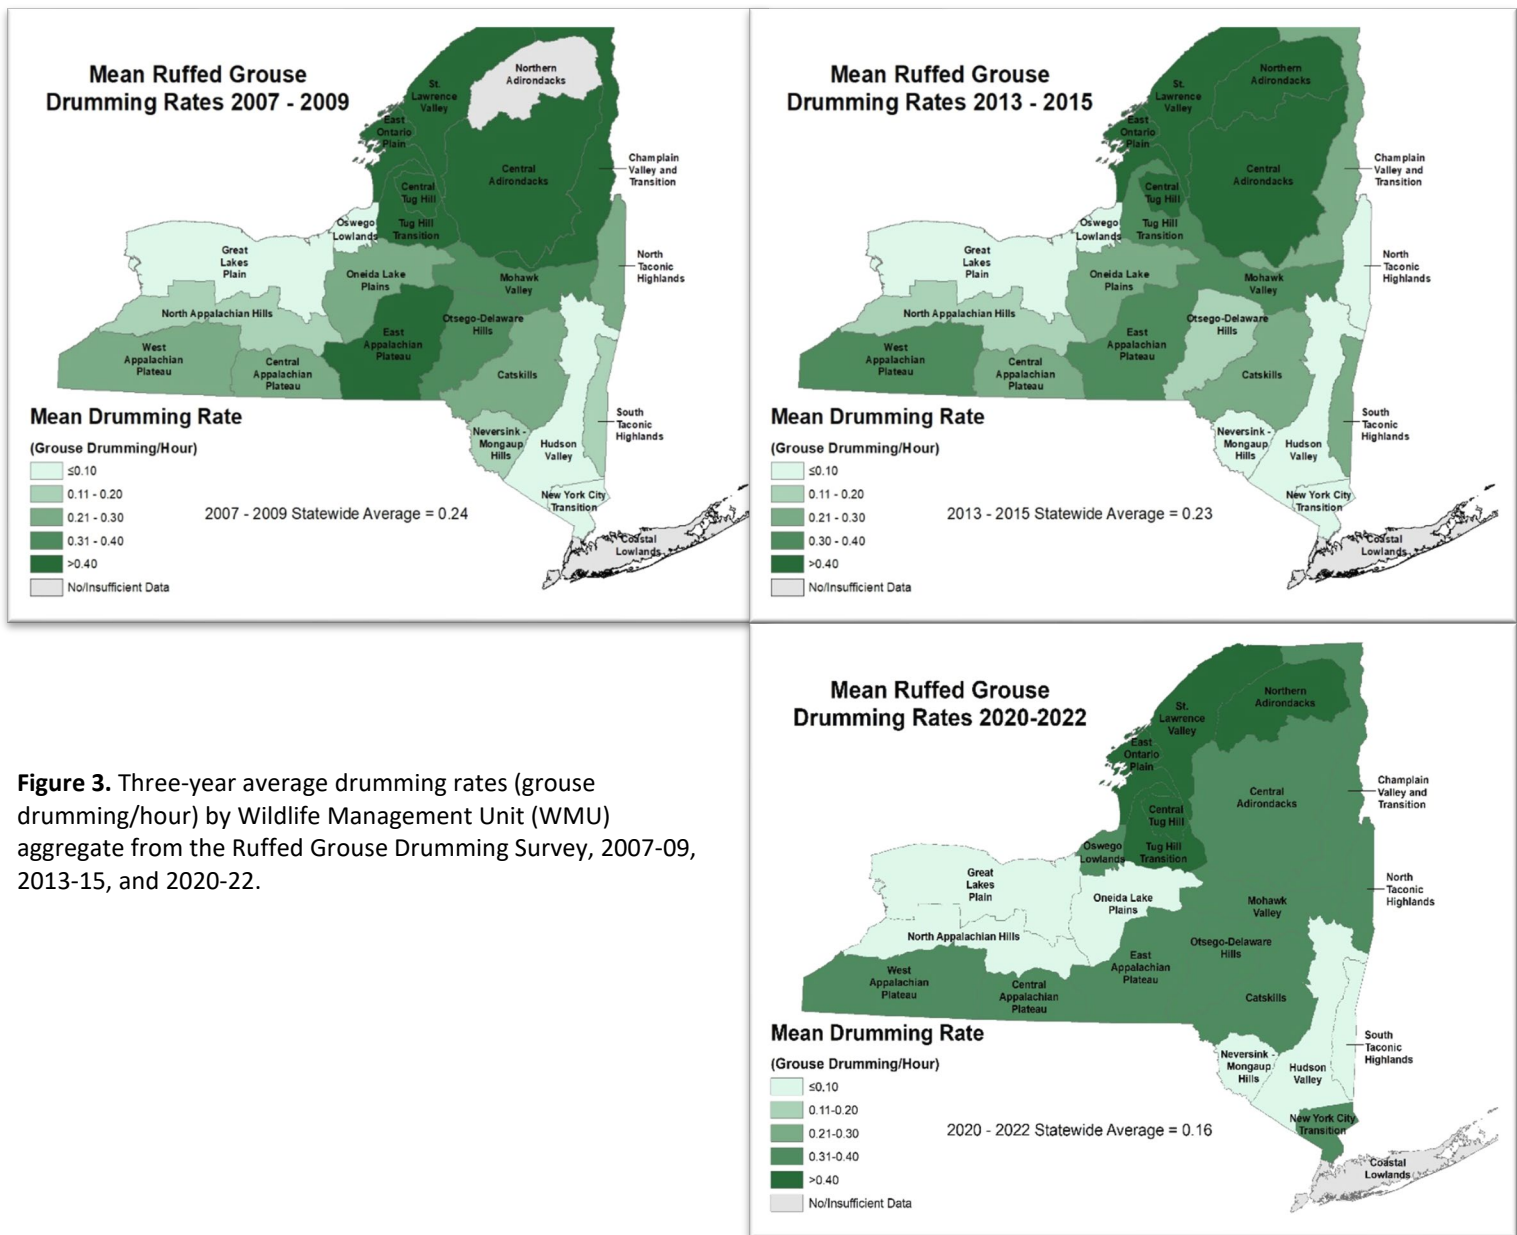 Mean Ruffed Grouse
Drumming Rates 2007 - 2009
Northern
Adirondacks
St.
Lawrence
Valley
East
Ontario
Plain
Central
Adirondacks
Champlain
Valley and
Transition
Central
Tug Hill
Oswego
Lowlands
Tug Hill
Transition
Great
Lakes
Plain
North
Taconic
Highlands
Oneida Lake
Plains
Mohawk
Valley
North Appalachian Hills
Otsego-Delaware
Hills
East
Appalachian
Plateau
West
Appalachian
Plateau
Central
Appalachian
Plateau
Catskills
Mean Drumming Rate
(Grouse Drumming/Hour)
≤0.10
0.11 - 0.20
0.21 - 0.30
0.31 - 0.40
>0.40
No/Insufficient Data
Neversink -
Mongaup
Hills
Hudson
Valley
South
Taconic
Highlands
New York City
Transition
2007 - 2009 Statewide Average = 0.24
Coastal
Lowlands
Mean Ruffed Grouse
Drumming Rates 2013 - 2015
Northern
Adirondacks
St.
Lawrence
Valley
East
Ontario
Plain
Central
Adirondacks
Champlain
Valley and
Transition
Central
Tug Hill
Oswego
Lowlands
Tug Hill
Transition
Great
Lakes
Plain
North
Taconic
Highlands
Oneida Lake
Plains
Mohawk
Valley
North Appalachian Hills
Otsego-Delaware
Hills
East
Appalachian
Plateau
West
Appalachian
Plateau
Central
Appalachian
Plateau
Catskills
Mean Drumming Rate
(Grouse Drumming/Hour)
≤0.10
0.11 - 0.20
0.21 - 0.30
0.30 - 0.40
>0.40
No/Insufficient Data
Neversink -
Mongaup
Hills
Hudson
Valley
South
Taconic
Highlands
New York City
Transition
2013 - 2015 Statewide Average = 0.23
Coastal
Lowlands
Figure 3. Three-year average drumming rates (grouse
drumming/hour) by Wildlife Management Unit (WMU)
aggregate from the Ruffed Grouse Drumming Survey, 2007-09,
2013-15, and 2020-22.
Mean Ruffed Grouse
Drumming Rates 2020-2022
Northern
Adirondacks
St.
Lawrence
Valley
East
Ontario
Plain
Central
Adirondacks
Champlain
Valley and
Transition
Central
Tug Hill
Oswego
Lowlands
Tug Hill
Transition
Great
Lakes
Plain
North
Taconic
Highlands
Oneida Lake
Plains
Mohawk
Valley
North Appalachian Hills
Otsego-Delaware
Hills
East
Appalachian
Plateau
West
Appalachian
Plateau
Central
Appalachian
Plateau
Catskills
Mean Drumming Rate
(Grouse Drumming/Hour)
≤0.10
0.11-0.20
0.21-0.30
0.31-0.40
>0.40
No/Insufficient Data
Neversink -
Mongaup
Hills
Hudson
Valley
South
Taconic
Highlands
New York City
Transition
2020 - 2022 Statewide Average = 0.16
Coastal
Lowlands